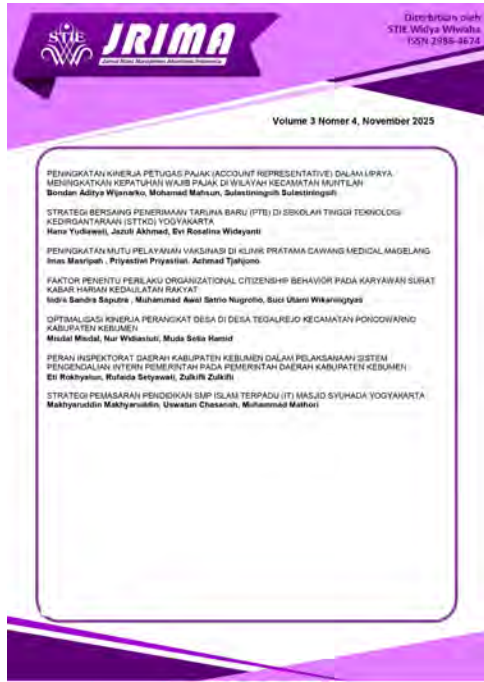 Diterbitkan oleh
STIE Widya Wiwaha
ISSN 2986-4674
STIE
JRIMA
Jurnal Riset Manajemen Akuntansi Indonesia
Volume 3 Nomer 4, November 2025
PENINGKATAN KINERJA PETUGAS PAJAK (ACCOUNT REPRESENTATIVE) DALAM UPAYA
MENINGKATKAN KEPATUHAN WAJIB PAJAK DI WILAYAH KECAMATAN MUNTILAN
Bondan Aditya Wijanarko, Mohamad Mahsun, Sulastiningsih Sulastiningsih
STRATEGI BERSAING PENERIMAAN TARUNA BARU (PTB) DI SEKOLAH TINGGI TEKNOLOGI
KEDIRGANTARAAN (STTKD) YOGYAKARTA
Hana Yudiawati, Jazuli Akhmad, Evi Rosalina Widayanti
PENINGKATAN MUTU PELAYANAN VAKSINASI DI KLINIK PRATAMA CAWANG MEDICAL MAGELANG
Imas Masripah , Priyastiwi Priyastiwi, Achmad Tjahjono
FAKTOR PENENTU PERILAKU ORGANIZATIONAL CITIZENSHIP BEHAVIOR PADA KARYAWAN SURAT
KABAR HARIAN KEDAULATAN RAKYAT
Indra Sandra Saputra , Muhammad Awal Satrio Nugroho, Suci Utami Wikaningtyas
OPTIMALISASI KINERJA PERANGKAT DESA DI DESA TEGALREJO KECAMATAN PONCOWARNO
KABUPATEN KEBUMEN
Misdal Misdal, Nur Widiastuti, Muda Setia Hamid
PERAN INSPEKTORAT DAERAH KABUPATEN KEBUMEN DALAM PELAKSANAAN SISTEM
PENGENDALIAN INTERN PEMERINTAH PADA PEMERINTAH DAERAH KABUPATEN KEBUMEN
Eti Rokhyatun, Rufaida Setyawati, Zulkifli Zulkifli
STRATEGI PEMASARAN PENDIDIKAN SMP ISLAM TERPADU (IT) MASJID SYUHADA YOGYAKARTA
Makhyaruddin Makhyaruddin, Uswatun Chasanah, Muhammad Mathori